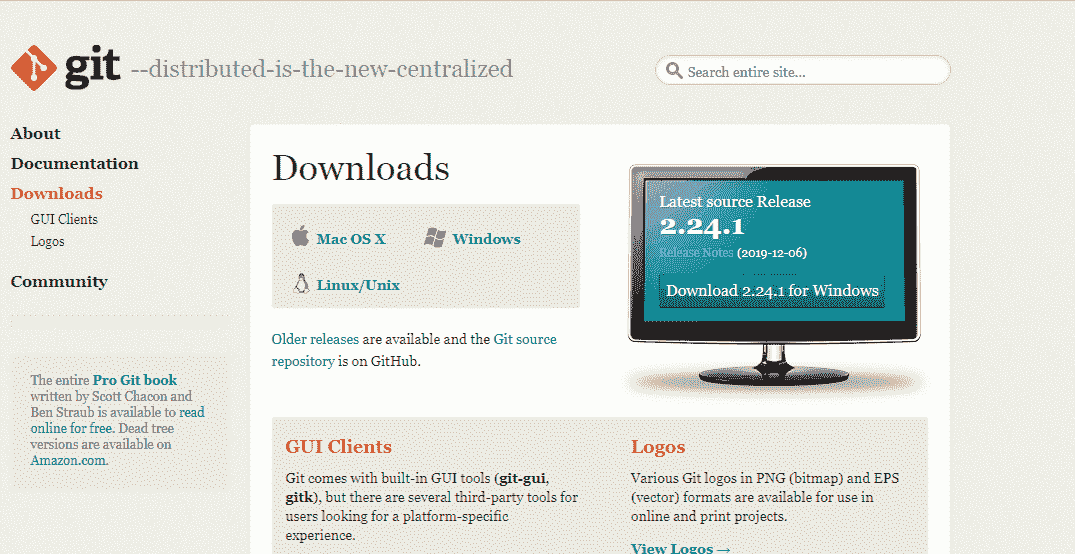 git --distributed-is-the-new-centralized
Search entire site...
About
Documentation
Downloads
GUI Clients
Logos
Community
The entire Pro Git book
written by Scott Chacon and
Ben Straub is available to read
online for free. Dead tree
versions are available on
Amazon.com.
Downloads
Mac OS X
Windows
Linux/Unix
Older releases are available and the Git source
repository is on GitHub.
Latest source Release
2.24.1
Release Notes (2019-12-06)
Download 2.24.1 for Windows
GUI Clients
Git comes with built-in GUI tools (git-gui,
gitk), but there are several third-party tools for
users looking for a platform-specific
experience.
Logos
Various Git logos in PNG (bitmap) and EPS
(vector) formats are available for use in
online and print projects.
View Logos →